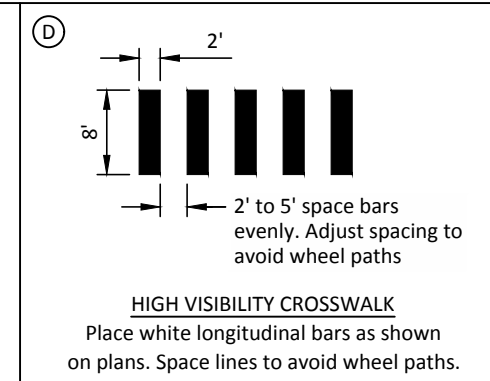 D
2'
8'
2' to 5' space bars
evenly. Adjust spacing to
avoid wheel paths
HIGH VISIBILITY CROSSWALK
Place white longitudinal bars as shown
on plans. Space lines to avoid wheel paths.